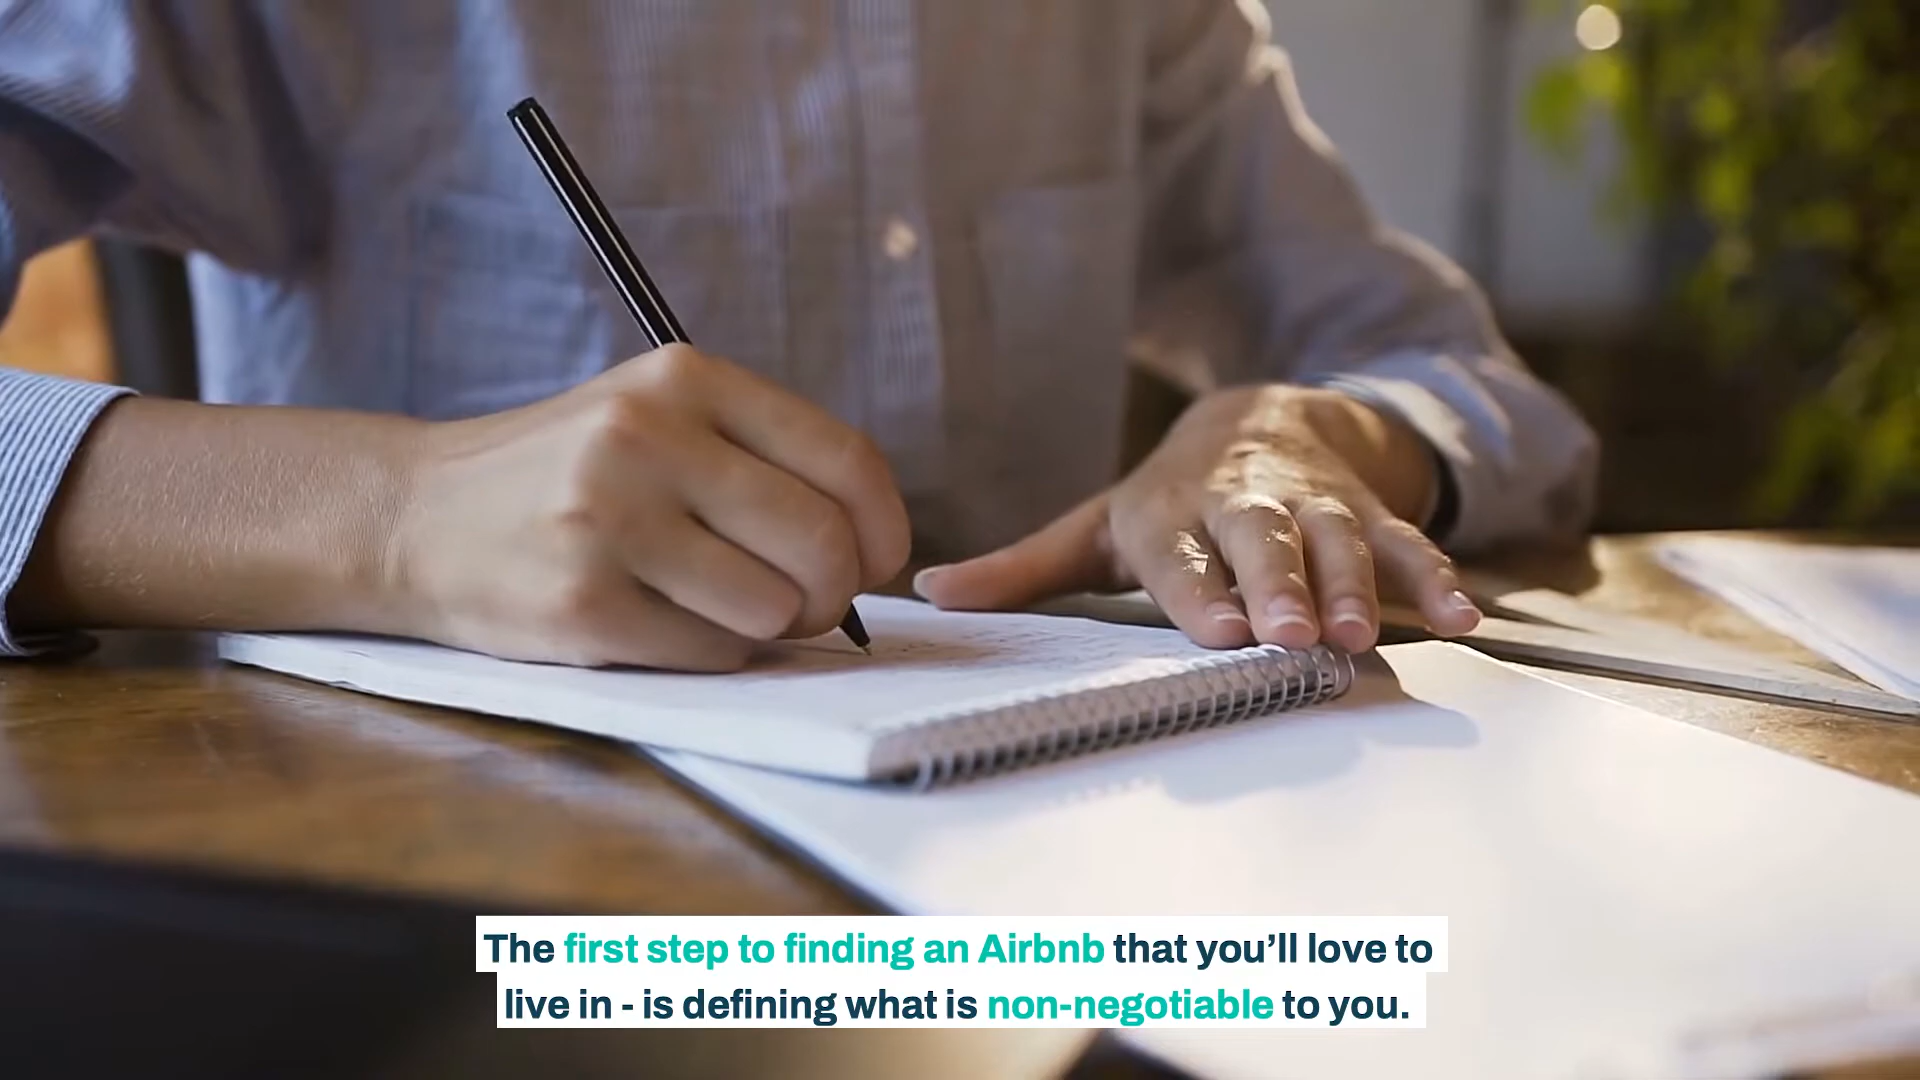 The first step to finding an Airbnb that you’ll love to
live in - is defining what is non-negotiable to you.